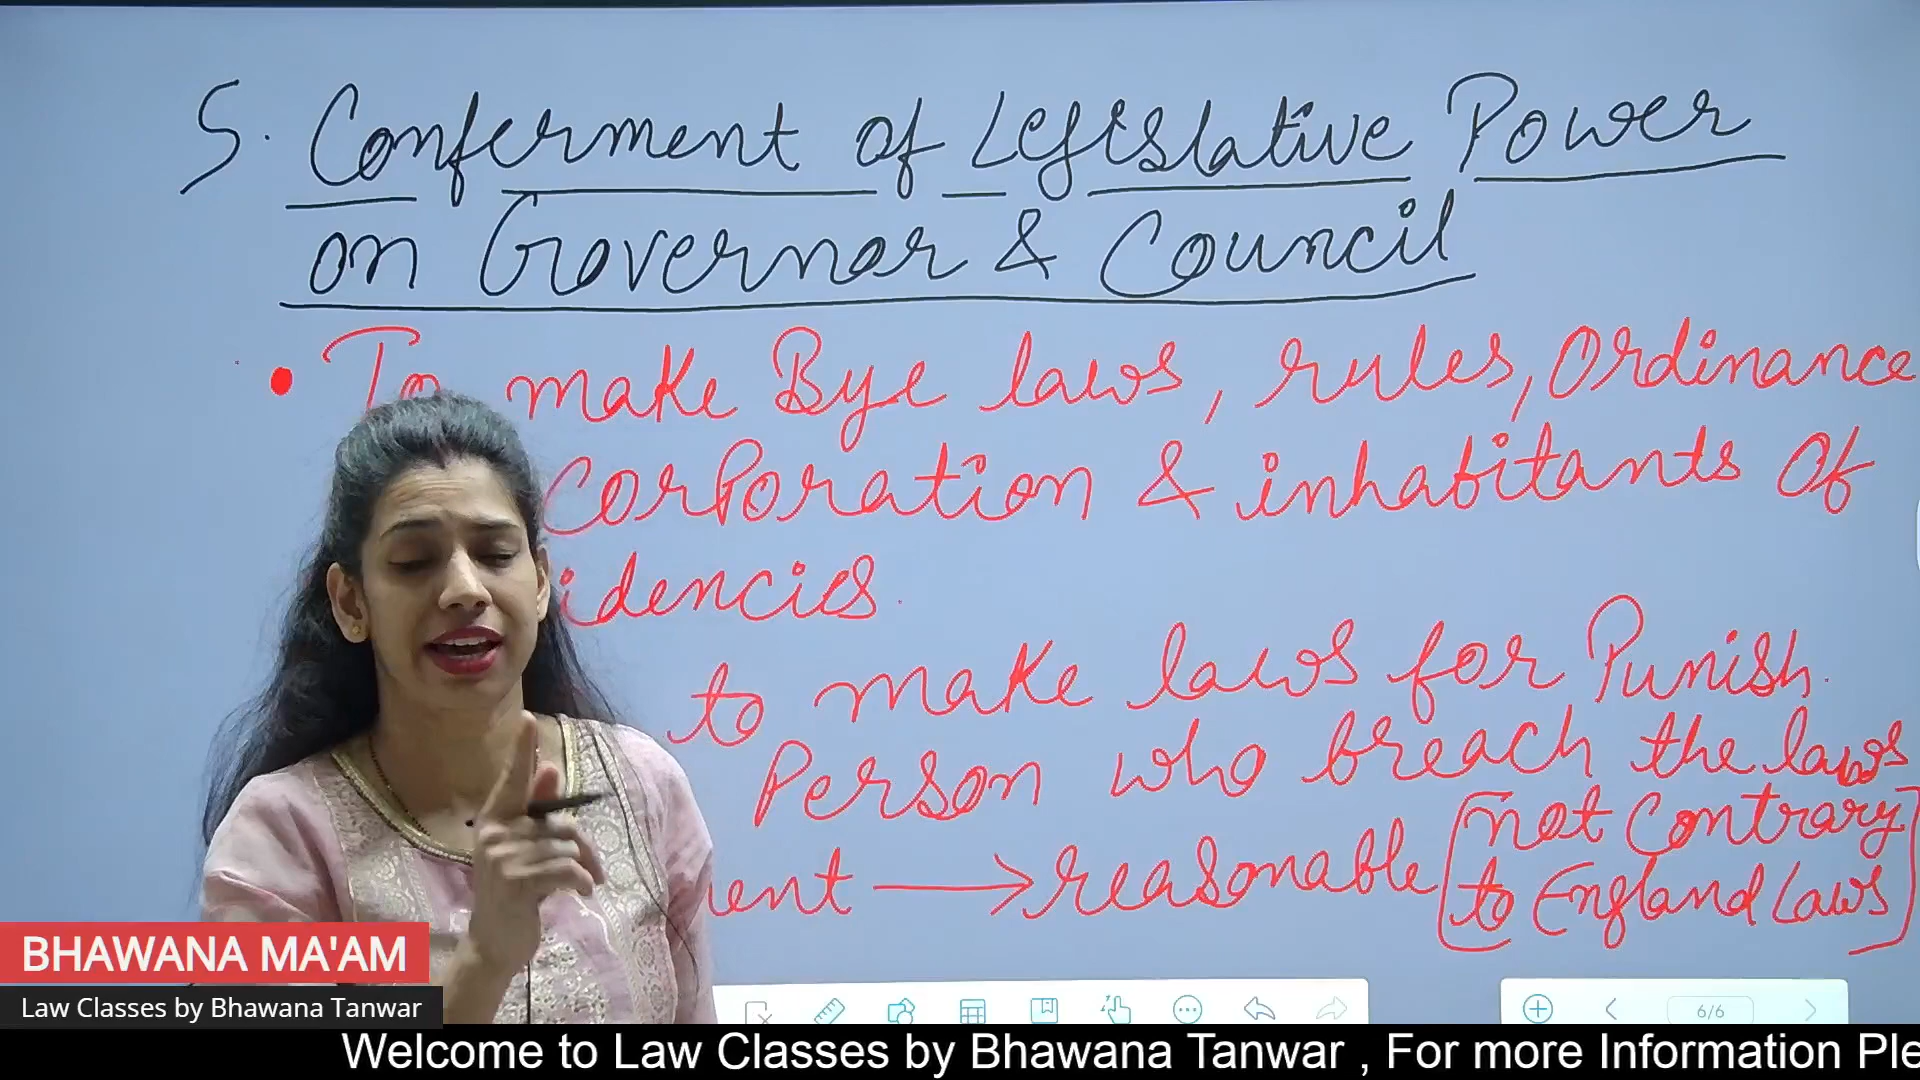 5. Conferment of Legislative Power
on Governor & Council
• To make Bye laws, rules, Ordinance
Corporation & inhabitants of
idencies.
to make laws for Punish.
Person who breach the laws
ent → reasonable [not Contrary
to England Laws]
BHAWANA MA'AM
Law Classes by Bhawana Tanwar
6/6
Welcome to Law Classes by Bhawana Tanwar , For more Information Ple